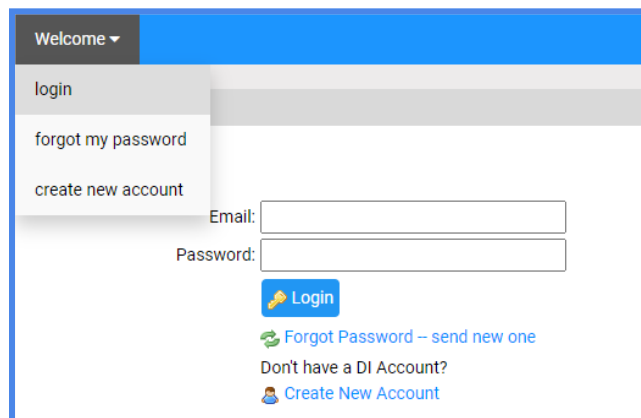 Welcome
login
forgot my password
create new account
Email:
Password:
Login
Forgot Password -- send new one
Don't have a DI Account?
Create New Account